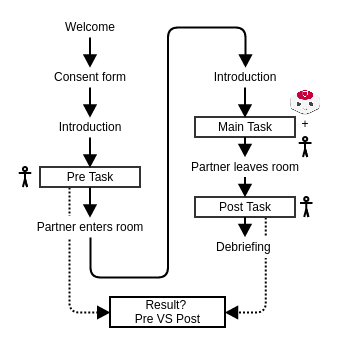 Welcome
Consent form
Introduction
Pre Task
Partner enters room
Introduction
Main Task
+
Partner leaves room
Post Task
Debriefing
Result?
Pre VS Post